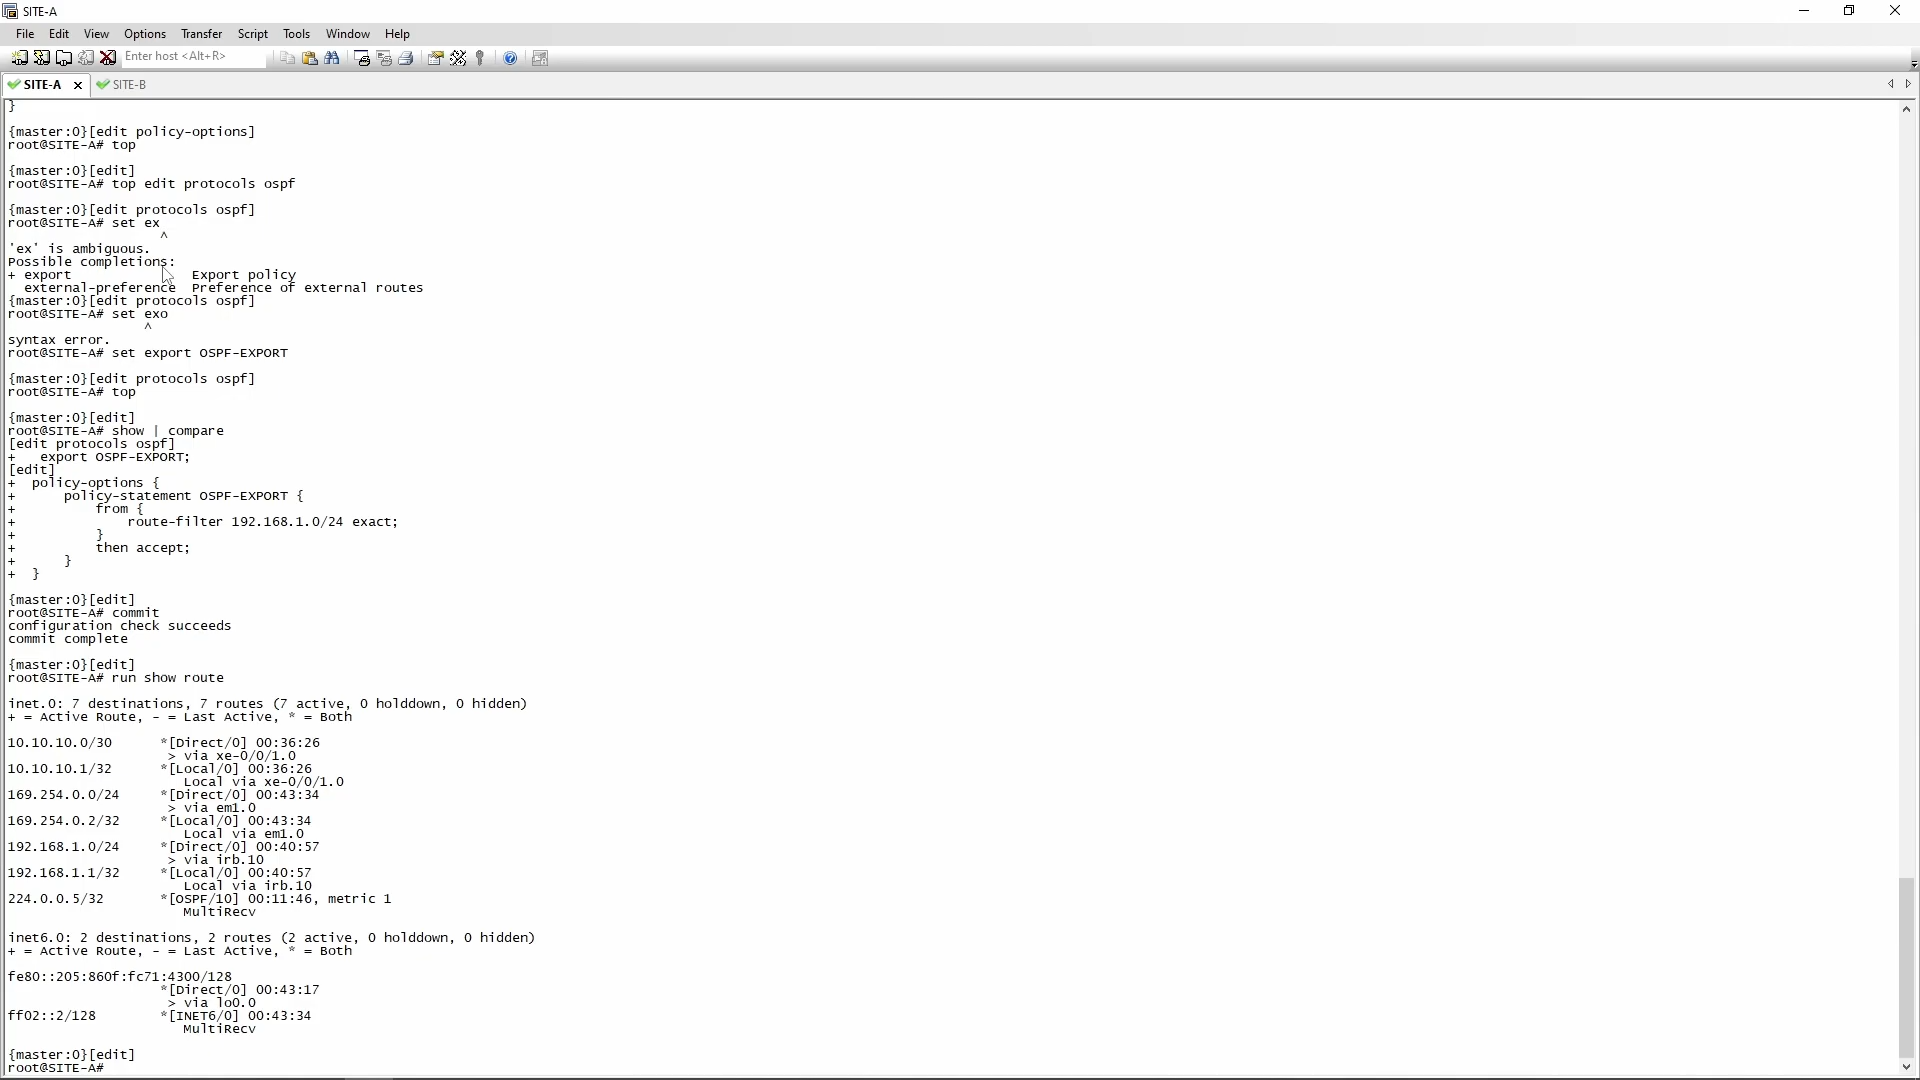 SITE-A
File Edit View Options Transfer Script Tools Window Help
Enter host <Alt+R>
SITE-A SITE-B
}
{master:0}[edit policy-options]
root@SITE-A# top
{master:0}[edit]
root@SITE-A# top edit protocols ospf
{master:0}[edit protocols ospf]
root@SITE-A# set ex
^
'ex' is ambiguous.
Possible completions:
+ export Export policy
external-preference Preference of external routes
{master:0}[edit protocols ospf]
root@SITE-A# set exo
^
syntax error.
root@SITE-A# set export OSPF-EXPORT
{master:0}[edit protocols ospf]
root@SITE-A# top
{master:0}[edit]
root@SITE-A# show | compare
[edit protocols ospf]
+ export OSPF-EXPORT;
[edit]
+ policy-options {
+ policy-statement OSPF-EXPORT {
+ from {
+ route-filter 192.168.1.0/24 exact;
+ }
+ then accept;
+ }
+ }
{master:0}[edit]
root@SITE-A# commit
configuration check succeeds
commit complete
{master:0}[edit]
root@SITE-A# run show route
inet.0: 7 destinations, 7 routes (7 active, 0 holddown, 0 hidden)
+ = Active Route, - = Last Active, * = Both
10.10.10.0/30 *[Direct/0] 00:36:26
> via xe-0/0/1.0
10.10.10.1/32 *[Local/0] 00:36:26
Local via xe-0/0/1.0
169.254.0.0/24 *[Direct/0] 00:43:34
> via em1.0
169.254.0.2/32 *[Local/0] 00:43:34
Local via em1.0
192.168.1.0/24 *[Direct/0] 00:40:57
> via irb.10
192.168.1.1/32 *[Local/0] 00:40:57
Local via irb.10
224.0.0.5/32 *[OSPF/10] 00:11:46, metric 1
MultiRecv
inet6.0: 2 destinations, 2 routes (2 active, 0 holddown, 0 hidden)
+ = Active Route, - = Last Active, * = Both
fe80::205:860f:fc71:4300/128
*[Direct/0] 00:43:17
> via lo0.0
ff02::2/128 *[INET6/0] 00:43:34
MultiRecv
{master:0}[edit]
root@SITE-A#